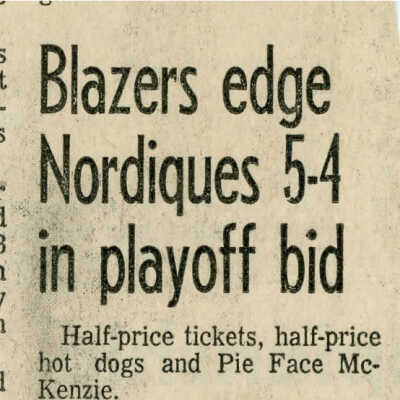 Blazers edge
Nordiques 5-4
in playoff bid
Half-price tickets, half-price
hot dogs and Pie Face Mc-
Kenzie.